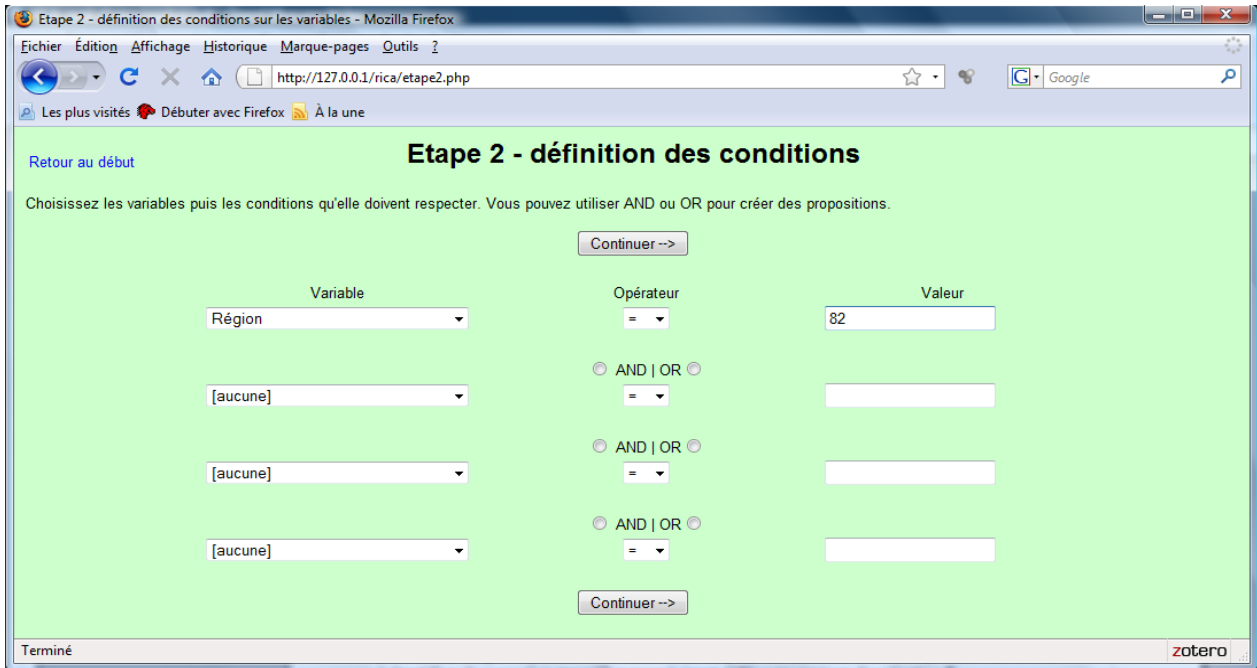 Etape 2 - définition des conditions sur les variables - Mozilla Firefox
Fichier Édition Affichage Historique Marque-pages Outils ?
http://127.0.0.1/rica/etape2.php
G Google
Les plus visités Débuter avec Firefox À la une
Retour au début
Etape 2 - définition des conditions
Choisissez les variables puis les conditions qu'elle doivent respecter. Vous pouvez utiliser AND ou OR pour créer des propositions.
Continuer -->
Variable Opérateur Valeur
Région = 82
AND | OR
[aucune] =
AND | OR
[aucune] =
AND | OR
[aucune] =
Continuer -->
Terminé zotero